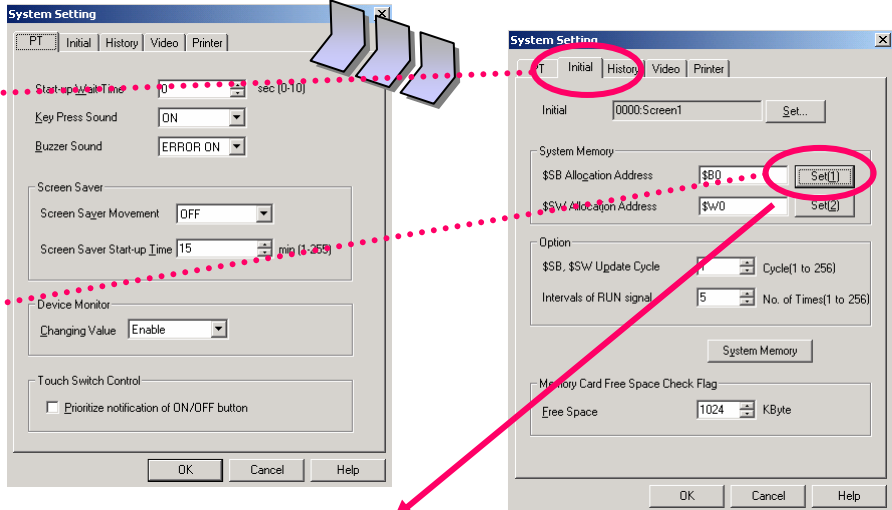 System Setting
PT Initial History Video Printer
Start-up Wait Time 0 sec (0-10)
Key Press Sound ON
Buzzer Sound ERROR ON
Screen Saver
Screen Saver Movement OFF
Screen Saver Start-up Time 15 min (1-255)
Device Monitor
Changing Value Enable
Touch Switch Control
Prioritize notification of ON/OFF button
OK Cancel Help
System Setting
PT Initial History Video Printer
Initial 0000:Screen1 Set...
System Memory
$SB Allocation Address $B0 Set(1)
$SW Allocation Address $W0 Set(2)
Option
$SB, $SW Update Cycle Cycle(1 to 256)
Intervals of RUN signal 5 No. of Times(1 to 256)
System Memory
Memory Card Free Space Check Flag
Free Space 1024 KByte
OK Cancel Help